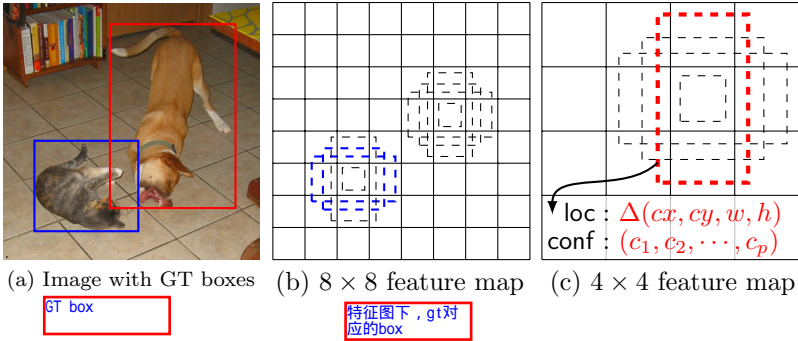 loc : Δ(cx, cy, w, h)
conf : (c₁, c₂, ⋯, cₚ)
(a) Image with GT boxes
(b) 8 × 8 feature map
(c) 4 × 4 feature map
GT box
特征图下，gt对
应的box